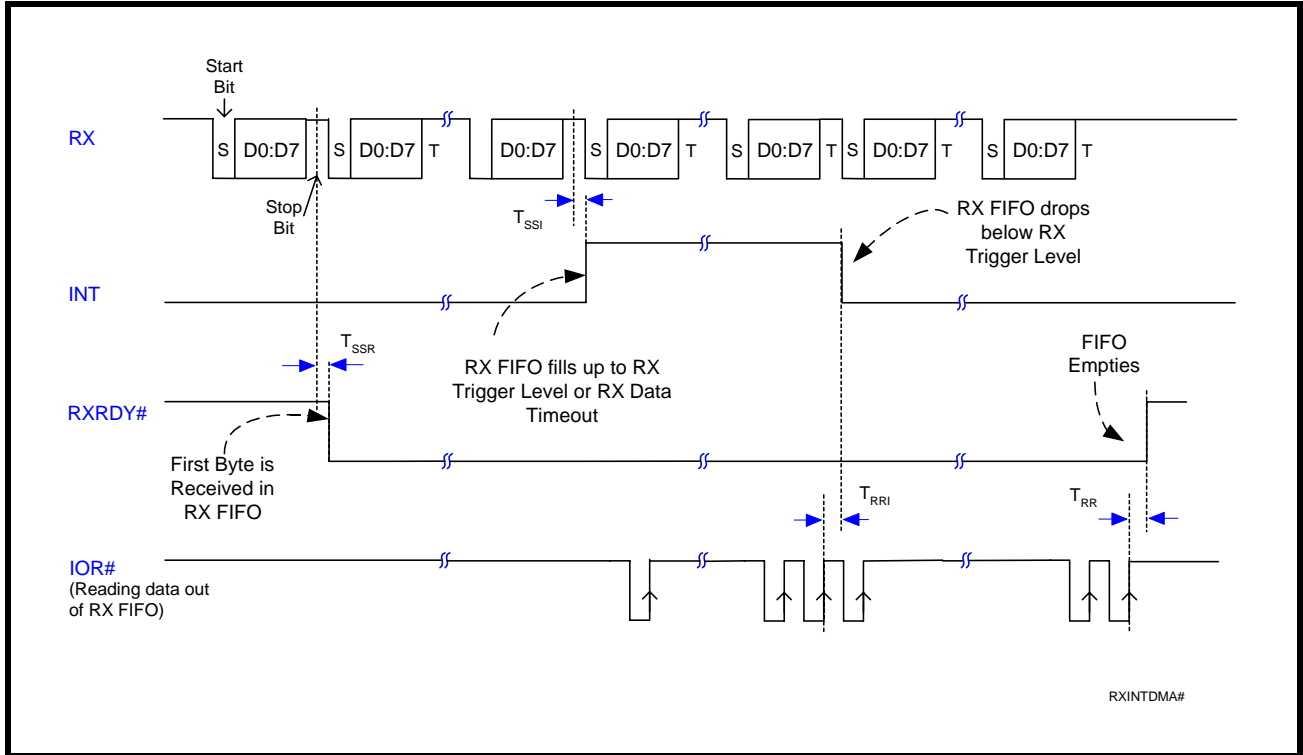 Start
Bit
RX
S D0:D7 S D0:D7 T D0:D7 S D0:D7 T S D0:D7 T S D0:D7 T S D0:D7 T
Stop
Bit
TSSI
RX FIFO drops
below RX
Trigger Level
INT
TSSR
RX FIFO fills up to RX
Trigger Level or RX Data
Timeout
FIFO
Empties
RXRDY#
First Byte is
Received in
RX FIFO
TRRI
TRR
IOR#
(Reading data out
of RX FIFO)
RXINTDMA#